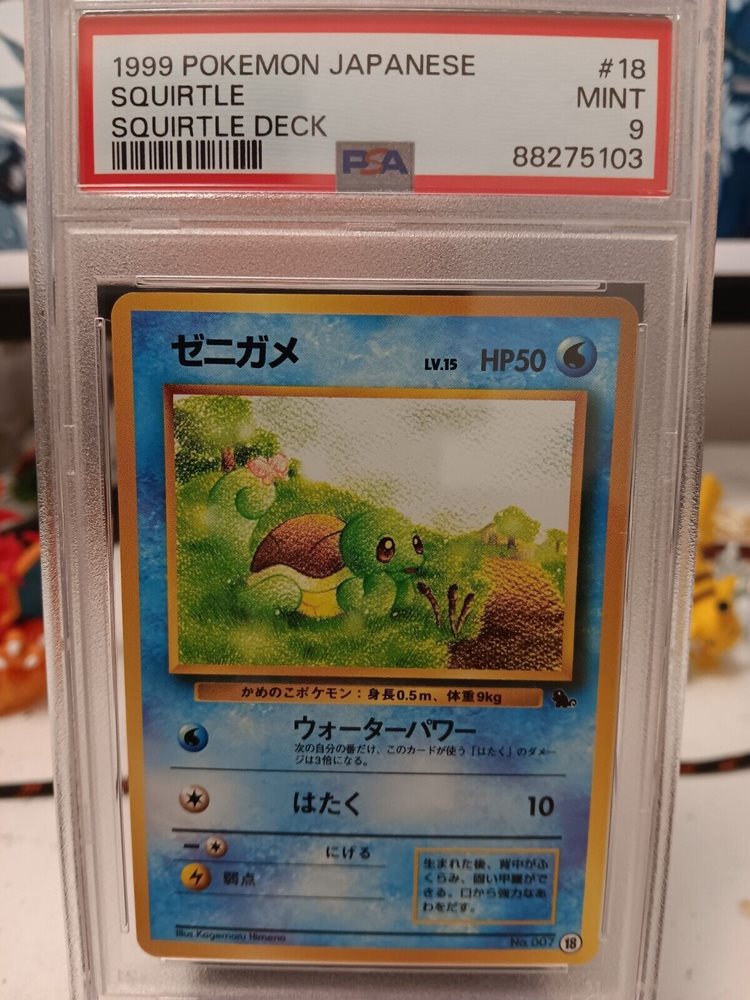 1999 POKEMON JAPANESE #18
SQUIRTLE MINT
SQUIRTLE DECK 9
PSA 88275103
ゼニガメ LV.15 HP50
かめのこポケモン:身長0.5m、体重9kg
ウォーターパワー
次の自分の番だけ、このカードが使う「はたく」のダメー
ジは3倍になる。
はたく 10
にげる
弱点
生まれた後、背中がふ
くらみ、固い甲羅がで
きる。口から強力なあ
わをだす。
Illus. Kagemaru Himeno No. 007 18